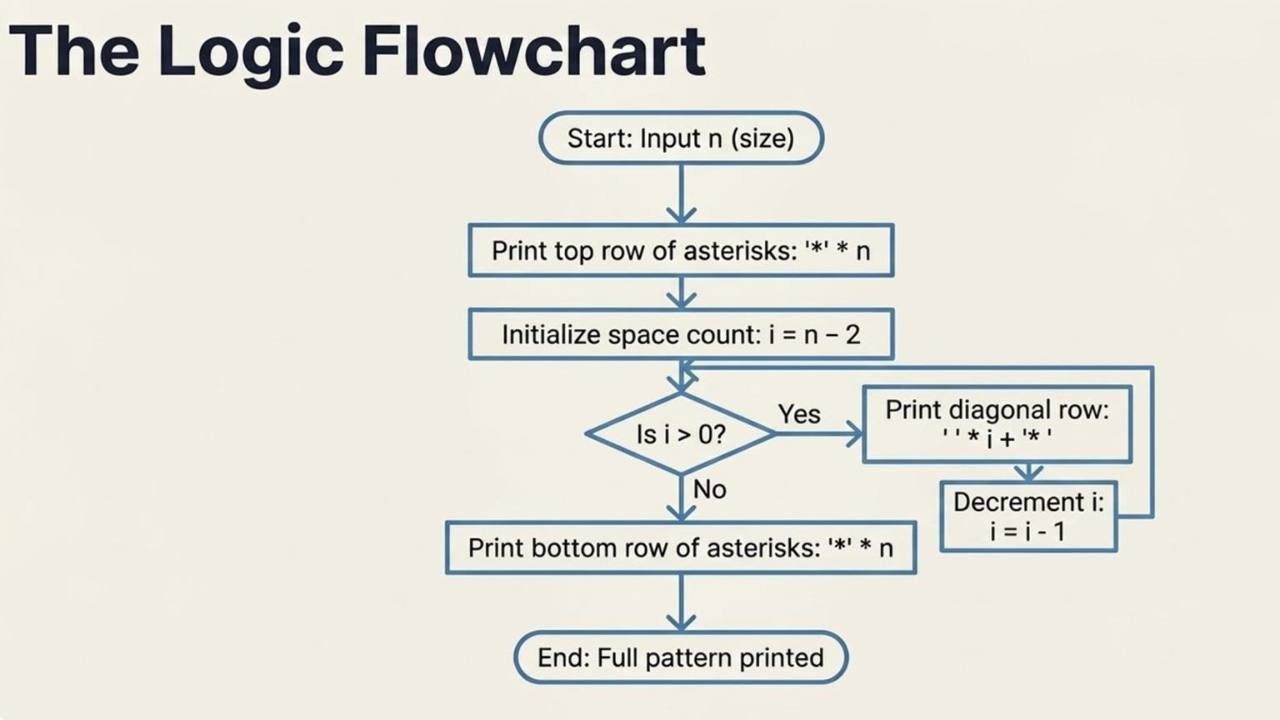 The Logic Flowchart
Start: Input n (size)
Print top row of asterisks: '*' * n
Initialize space count: i = n – 2
Is i > 0?
Yes
Print diagonal row:
' ' * i + '* '
Decrement i:
i = i - 1
No
Print bottom row of asterisks: '*' * n
End: Full pattern printed